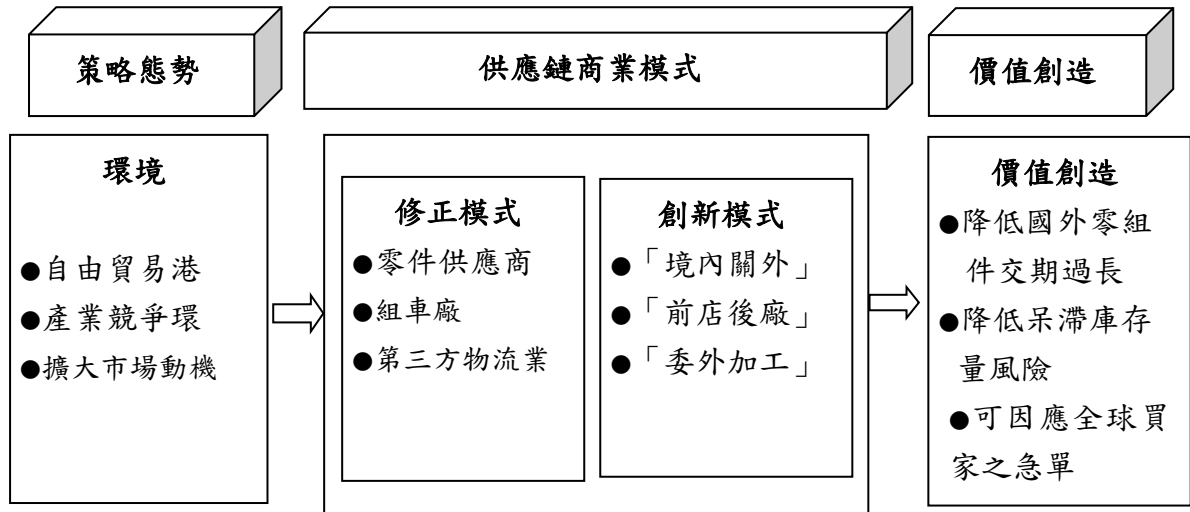 策略態勢
供應鏈商業模式
價值創造
環境
●自由貿易港
●產業競爭環
●擴大市場動機
修正模式
●零件供應商
●組車廠
●第三方物流業
創新模式
●「境內關外」
●「前店後廠」
●「委外加工」
價值創造
●降低國外零組
件交期過長
●降低呆滯庫存
量風險
●可因應全球買
家之急單